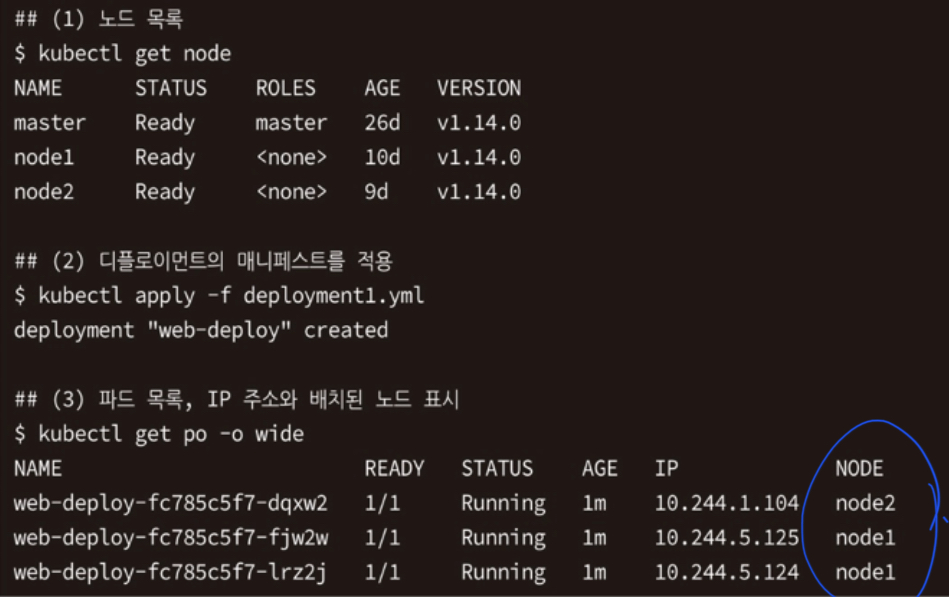 ## (1) 노드 목록
$ kubectl get node
NAME STATUS ROLES AGE VERSION
master Ready master 26d v1.14.0
node1 Ready <none> 10d v1.14.0
node2 Ready <none> 9d v1.14.0
## (2) 디플로이먼트의 매니페스트를 적용
$ kubectl apply -f deployment1.yml
deployment "web-deploy" created
## (3) 파드 목록, IP 주소와 배치된 노드 표시
$ kubectl get po -o wide
NAME READY STATUS AGE IP NODE
web-deploy-fc785c5f7-dqxw2 1/1 Running 1m 10.244.1.104 node2
web-deploy-fc785c5f7-fjw2w 1/1 Running 1m 10.244.5.125 node1
web-deploy-fc785c5f7-lrz2j 1/1 Running 1m 10.244.5.124 node1